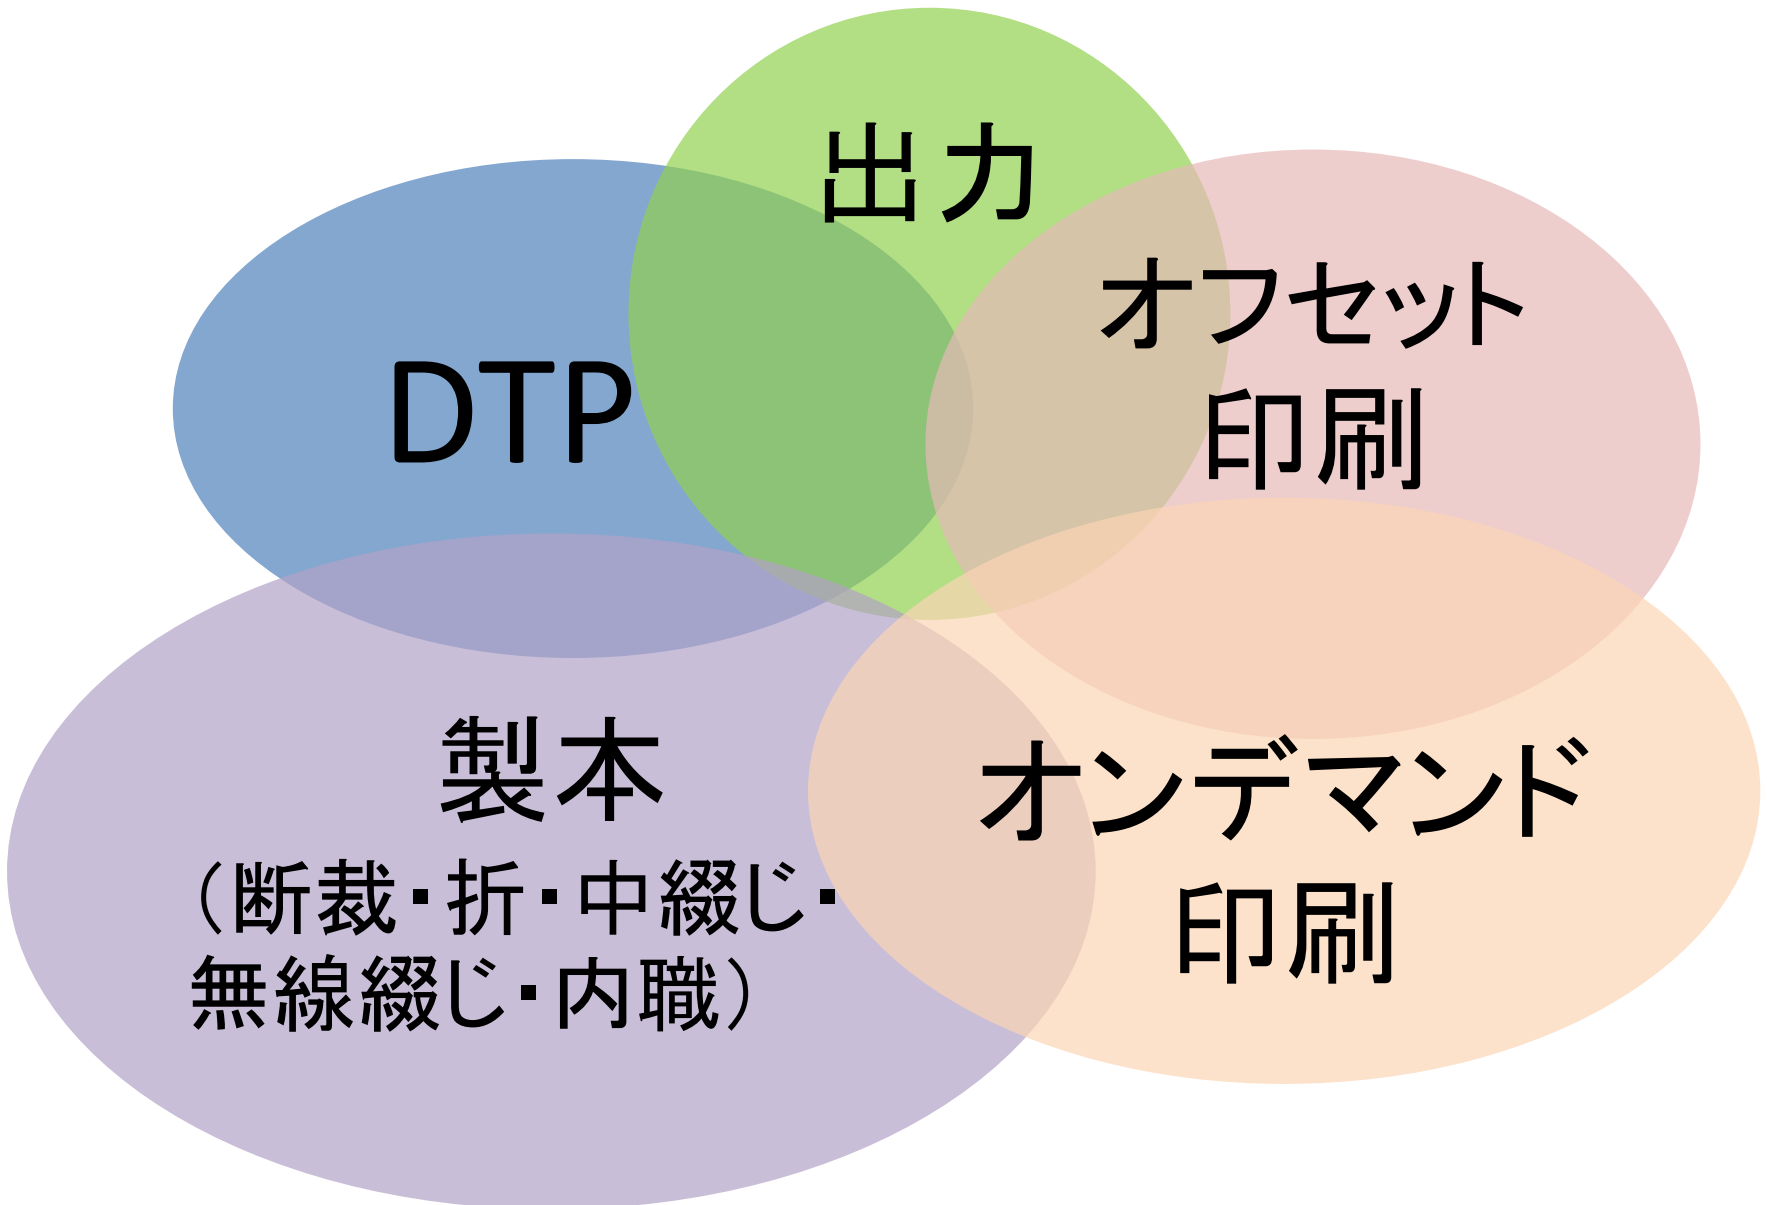 出力
オフセット
印刷
DTP
製本
（断裁・折・中綴じ・
無線綴じ・内職）
オンデマンド
印刷